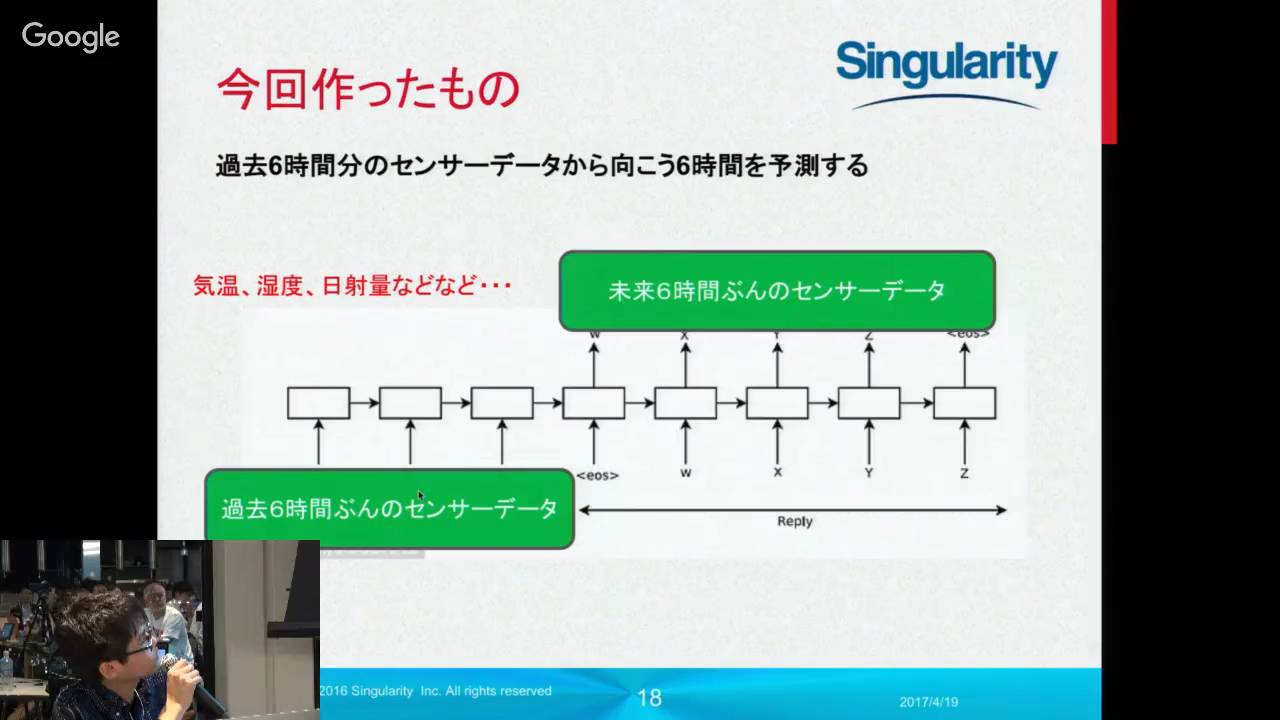 Google
Singularity
今回作ったもの
過去6時間分のセンサーデータから向こう6時間を予測する
気温、湿度、日射量などなど・・・
未来６時間ぶんのセンサーデータ
W X Y Z <eos>
<eos> W X Y Z
過去６時間ぶんのセンサーデータ
Reply
2016 Singularity Inc. All rights reserved
18
2017/4/19